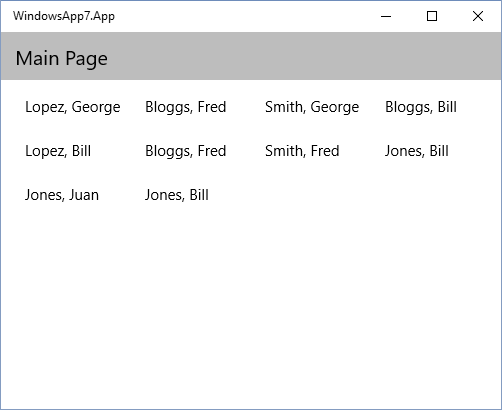 WindowsApp7.App
Main Page
Lopez, George Bloggs, Fred Smith, George Bloggs, Bill
Lopez, Bill Bloggs, Fred Smith, Fred Jones, Bill
Jones, Juan Jones, Bill